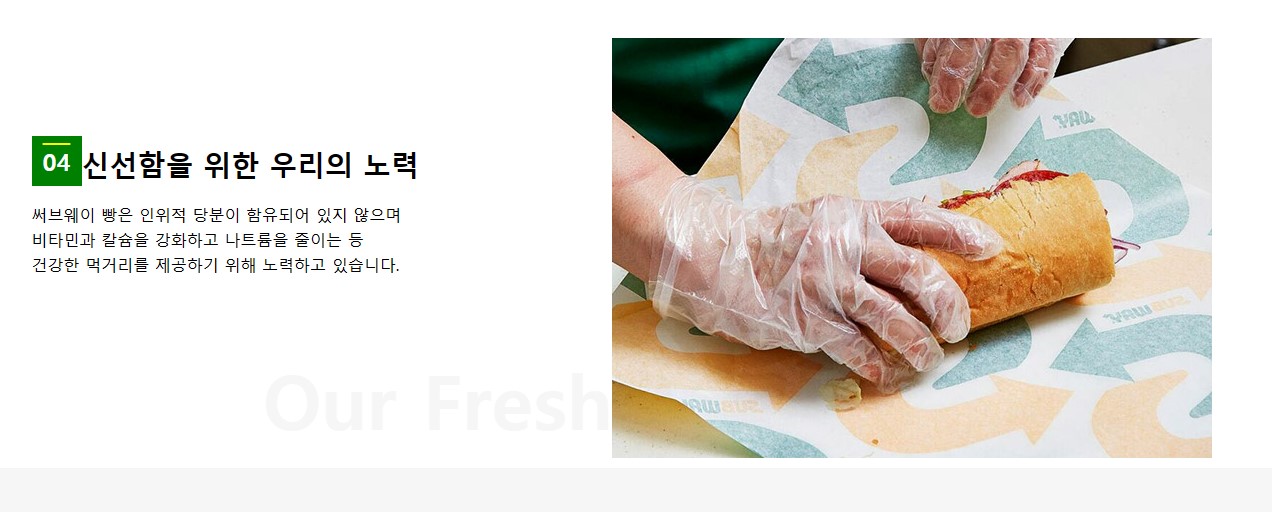 04 신선함을 위한 우리의 노력
써브웨이 빵은 인위적 당분이 함유되어 있지 않으며
비타민과 칼슘을 강화하고 나트륨을 줄이는 등
건강한 먹거리를 제공하기 위해 노력하고 있습니다.
Our Fresh
SUBWAY
SUBWAY